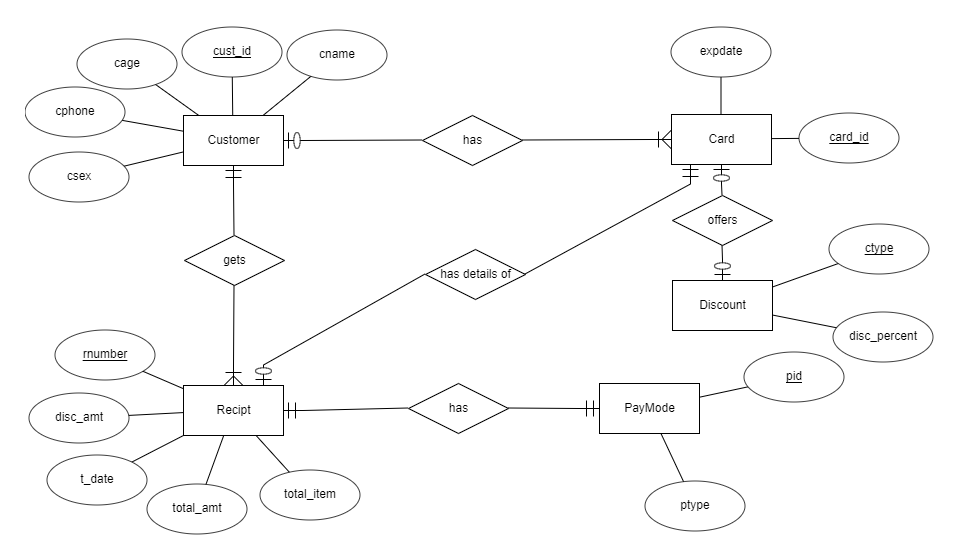 expdate
cust_id
cname
cage
cphone
Customer
has
Card
card_id
csex
offers
ctype
gets
has details of
Discount
disc_percent
rnumber
pid
disc_amt
Recipt
has
PayMode
t_date
total_amt
total_item
ptype